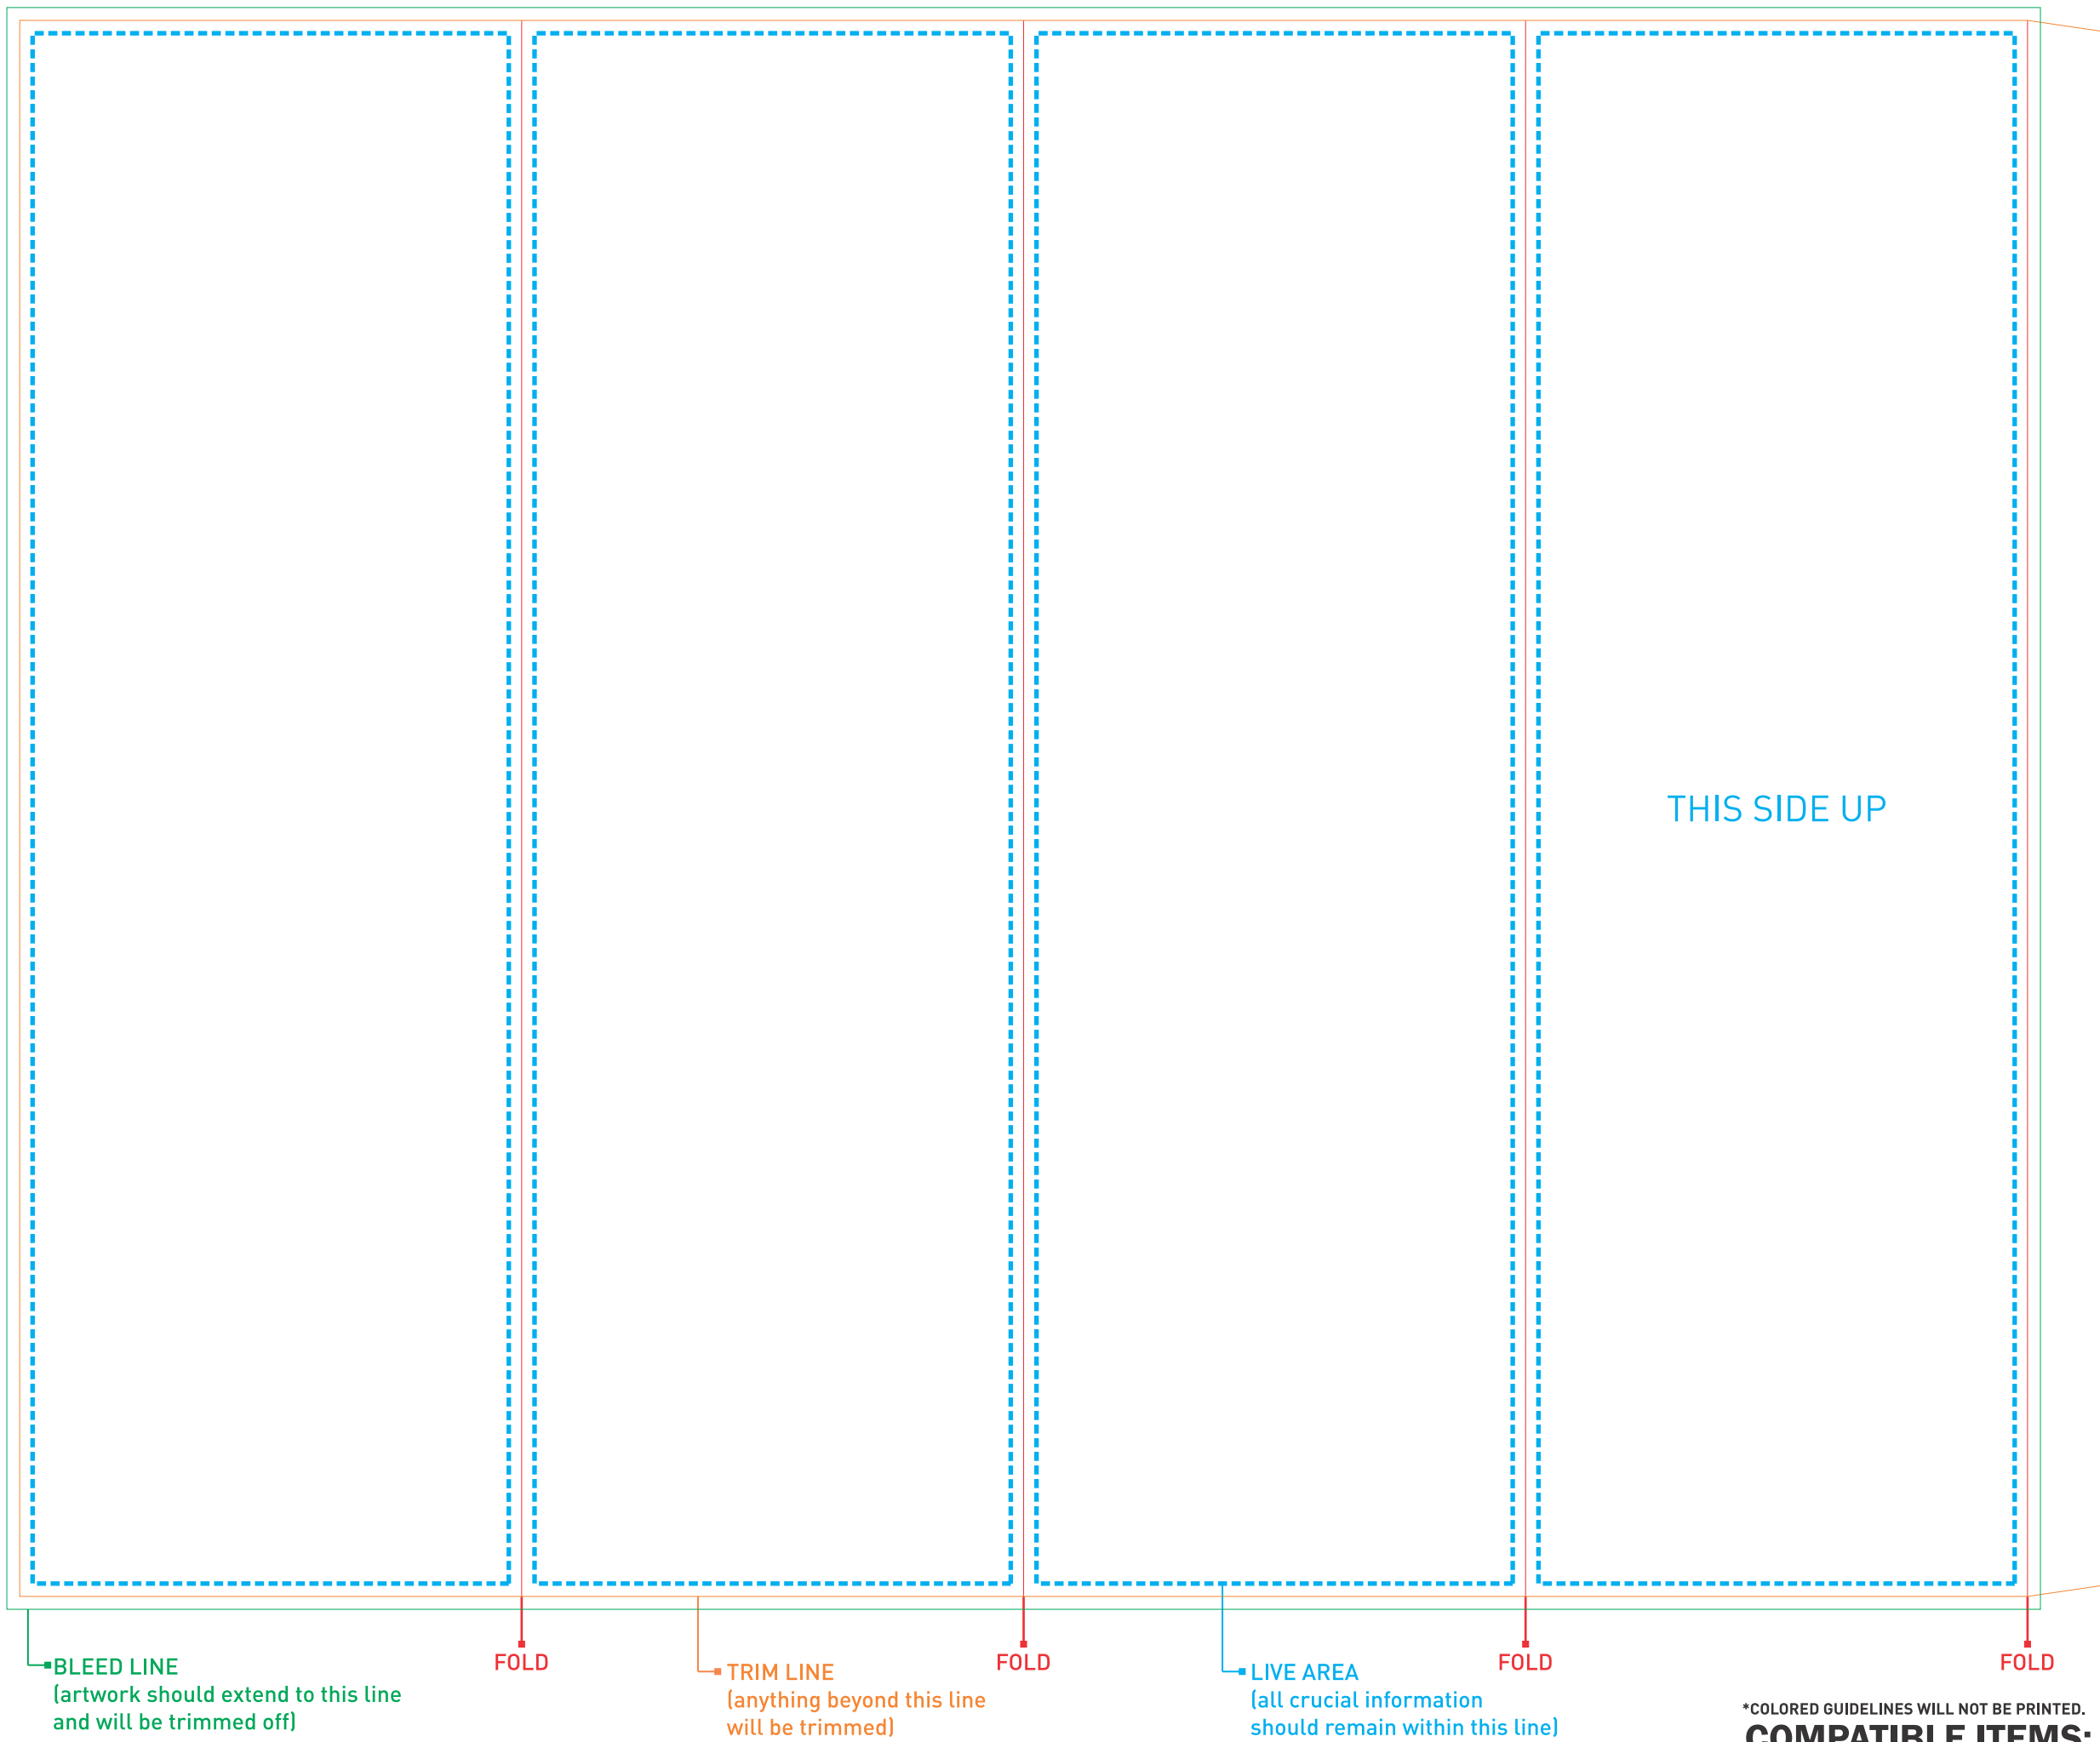 THIS SIDE UP
FOLD
FOLD
FOLD
FOLD
BLEED LINE
(artwork should extend to this line
and will be trimmed off)
TRIM LINE
(anything beyond this line
will be trimmed)
LIVE AREA
(all crucial information
should remain within this line)
*COLORED GUIDELINES WILL NOT BE PRINTED.
COMPATIBLE ITEMS: